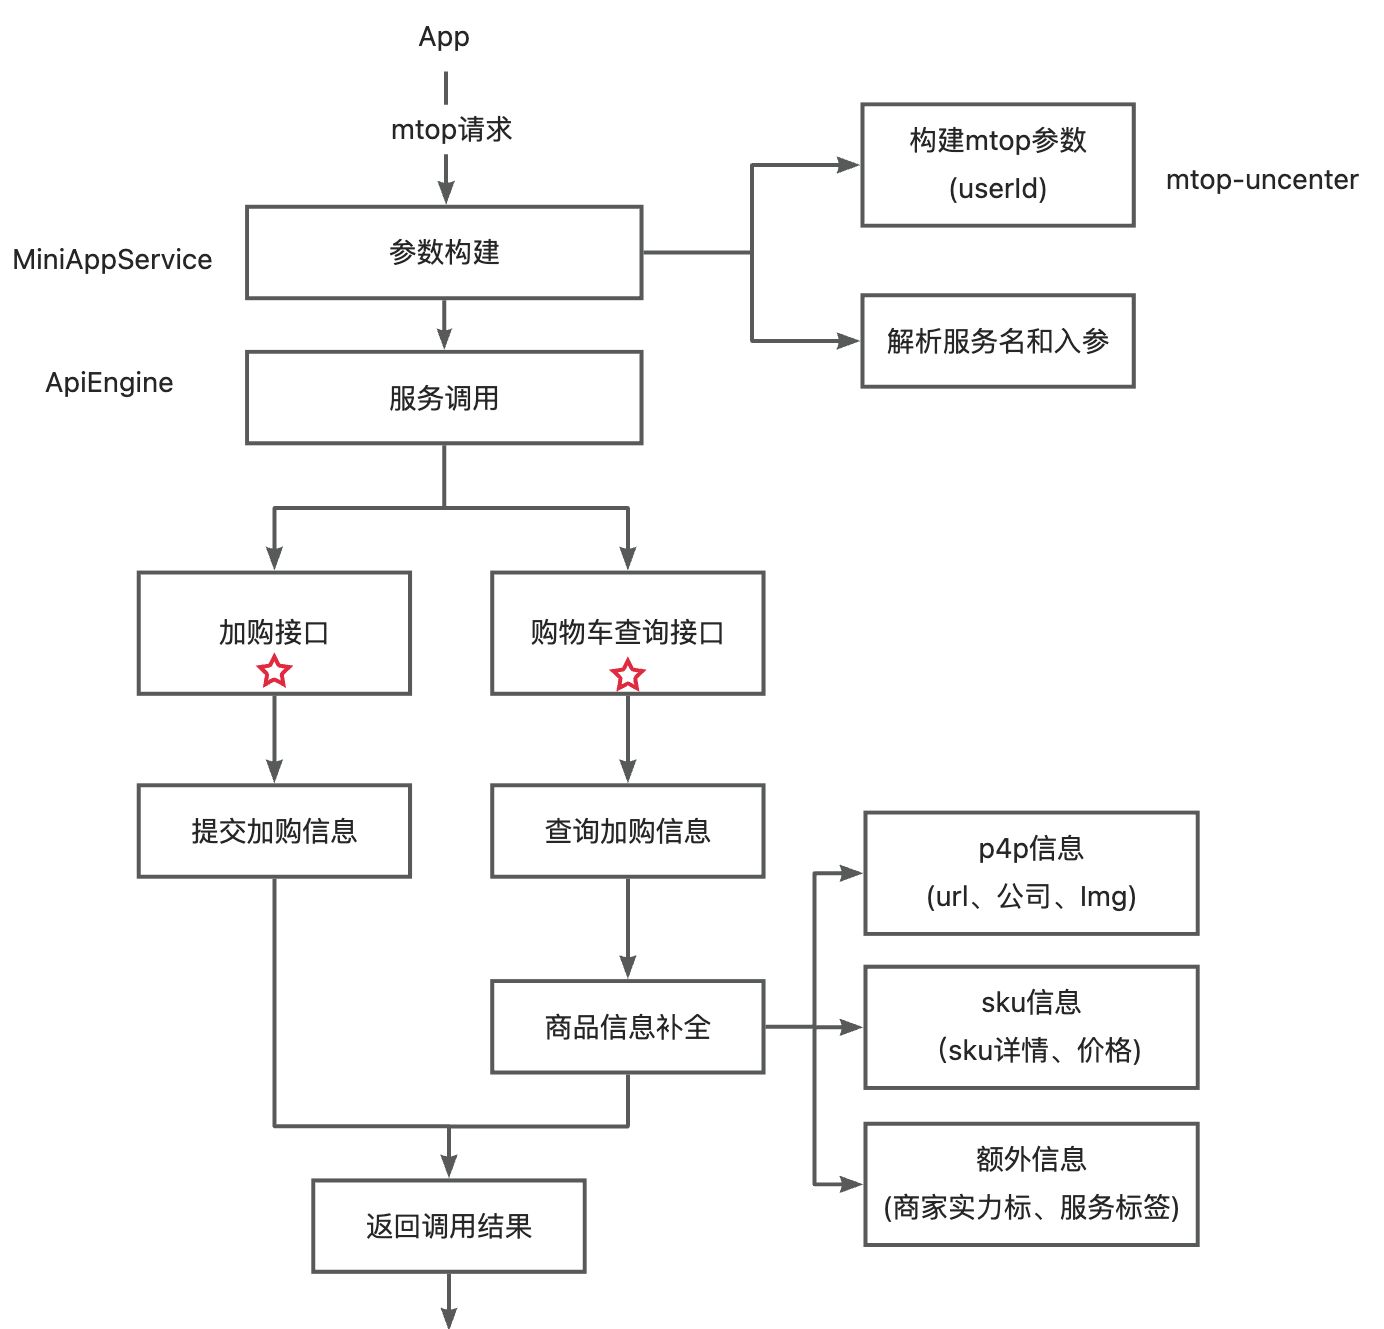 App
mtop请求
构建mtop参数
(userId)
mtop-uncenter
MiniAppService
参数构建
解析服务名和入参
ApiEngine
服务调用
加购接口
购物车查询接口
提交加购信息
查询加购信息
p4p信息
(url、公司、Img)
商品信息补全
sku信息
(sku详情、价格)
额外信息
(商家实力标、服务标签)
返回调用结果